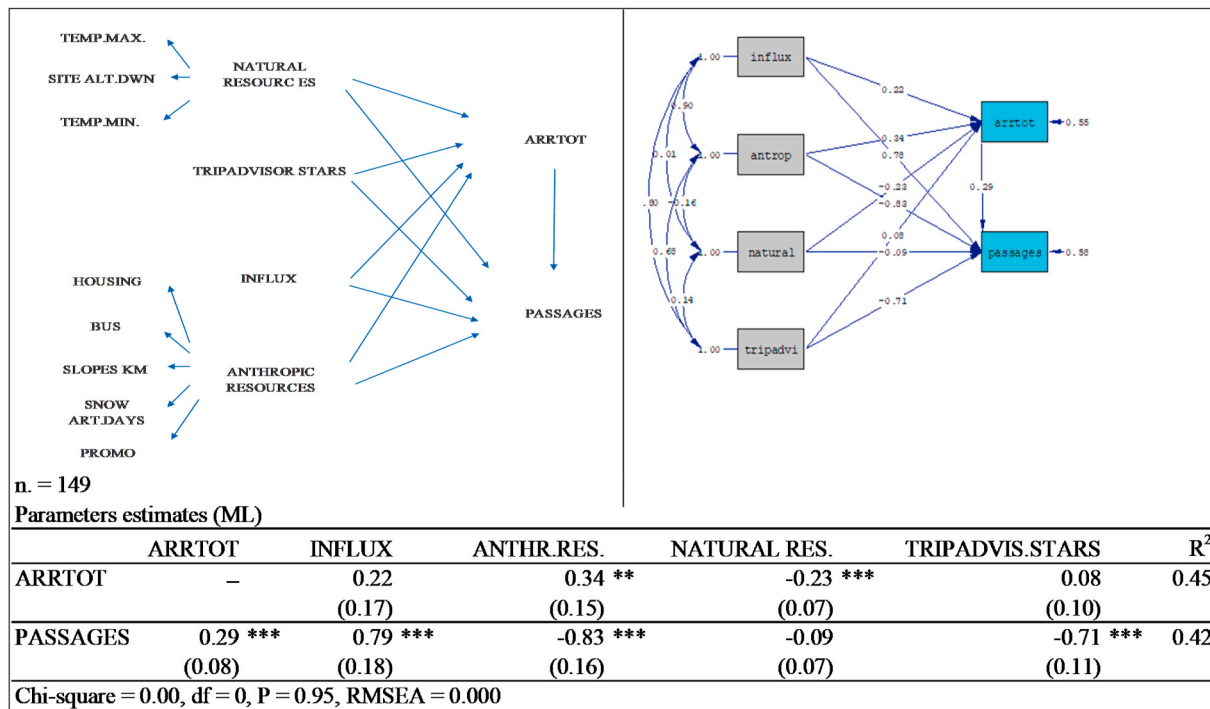 TEMP.MAX.
SITE ALT.DWN
TEMP.MIN.
NATURAL
RESOURC ES
TRIPADVISOR STARS
ARRTOT
HOUSING
BUS
SLOPES KM
SNOW
ART.DAYS
PROMO
INFLUX
ANTHROPIC
RESOURCES
PASSAGES
1.00
influx
0.90
0.22
arrtot
0.55
0.01
1.00
antrop
0.34
0.78
.80
-0.16
-0.23
-0.83
0.29
0.68
1.00
natural
0.08
-0.09
passages
0.58
0.14
-0.71
1.00
tripadvi
n. = 149
Parameters estimates (ML)
ARRTOT INFLUX ANTHR.RES. NATURAL RES. TRIPADVIS.STARS R²
ARRTOT – 0.22 0.34 ** -0.23 *** 0.08 0.45
(0.17) (0.15) (0.07) (0.10)
PASSAGES 0.29 *** 0.79 *** -0.83 *** -0.09 -0.71 *** 0.42
(0.08) (0.18) (0.16) (0.07) (0.11)
Chi-square = 0.00, df = 0, P = 0.95, RMSEA = 0.000